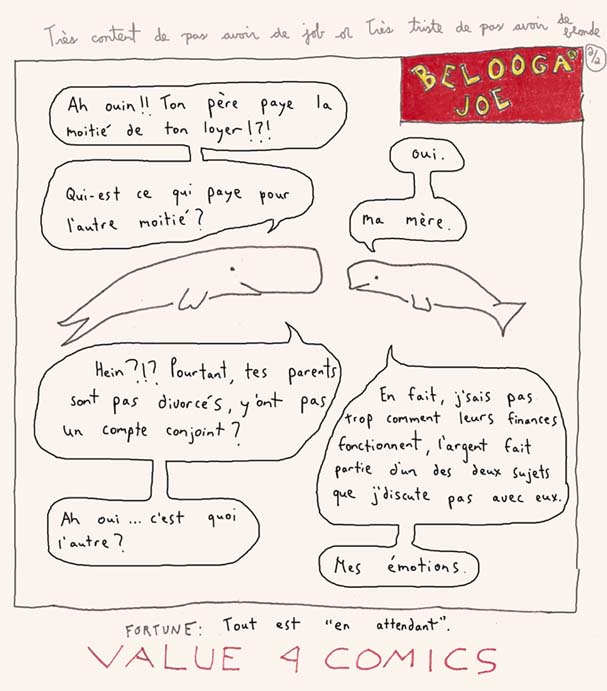 Très content de pas avoir de job or Très triste de pas avoir de blonde
2/2
BELOOGA
JOE
Ah ouin!! Ton père paye la
moitié de ton loyer!?!
oui.
Qui-est ce qui paye pour
l'autre moitié?
ma mère.
Hein?!? Pourtant, tes parents
sont pas divorcés, y'ont pas
un compte conjoint?
En fait, j'sais pas
trop comment leurs finances
fonctionnent, l'argent fait
partie d'un des deux sujets
que j'discute pas avec eux.
Ah oui... c'est quoi
l'autre?
Mes émotions.
FORTUNE: Tout est "en attendant".
VALUE 4 COMICS